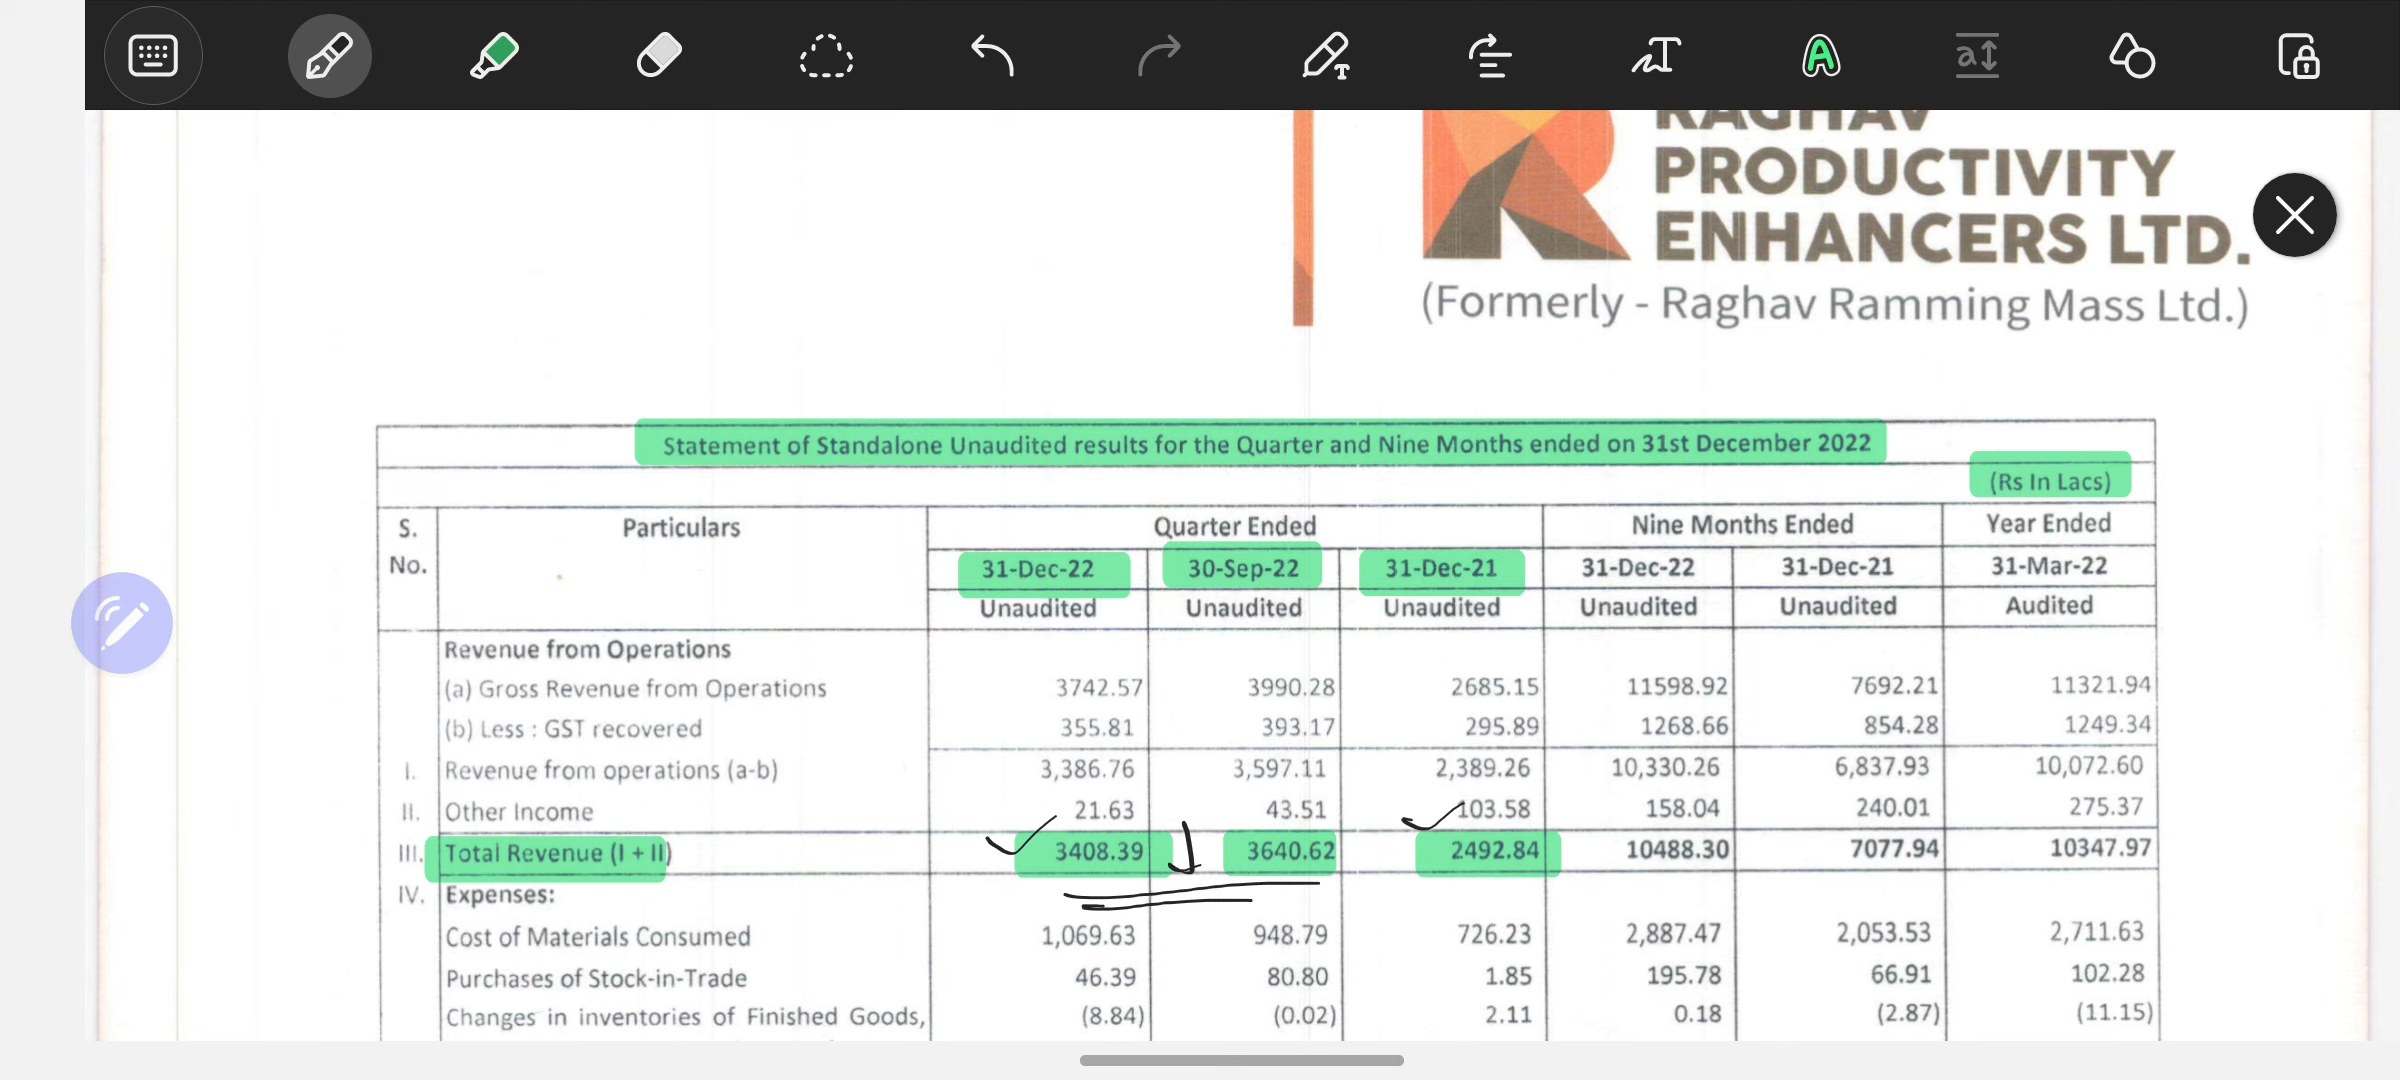 RAGHAV
PRODUCTIVITY
ENHANCERS LTD.
(Formerly - Raghav Ramming Mass Ltd.)
Statement of Standalone Unaudited results for the Quarter and Nine Months ended on 31st December 2022
(Rs In Lacs)
S. No. Particulars Quarter Ended Nine Months Ended Year Ended
31-Dec-22 30-Sep-22 31-Dec-21 31-Dec-22 31-Dec-21 31-Mar-22
Unaudited Unaudited Unaudited Unaudited Unaudited Audited
Revenue from Operations
(a) Gross Revenue from Operations 3742.57 3990.28 2685.15 11598.92 7692.21 11321.94
(b) Less : GST recovered 355.81 393.17 295.89 1268.66 854.28 1249.34
I. Revenue from operations (a-b) 3,386.76 3,597.11 2,389.26 10,330.26 6,837.93 10,072.60
II. Other Income 21.63 43.51 103.58 158.04 240.01 275.37
III. Total Revenue (I + II) 3408.39 3640.62 2492.84 10488.30 7077.94 10347.97
IV. Expenses:
Cost of Materials Consumed 1,069.63 948.79 726.23 2,887.47 2,053.53 2,711.63
Purchases of Stock-in-Trade 46.39 80.80 1.85 195.78 66.91 102.28
Changes in inventories of Finished Goods, (8.84) (0.02) 2.11 0.18 (2.87) (11.15)